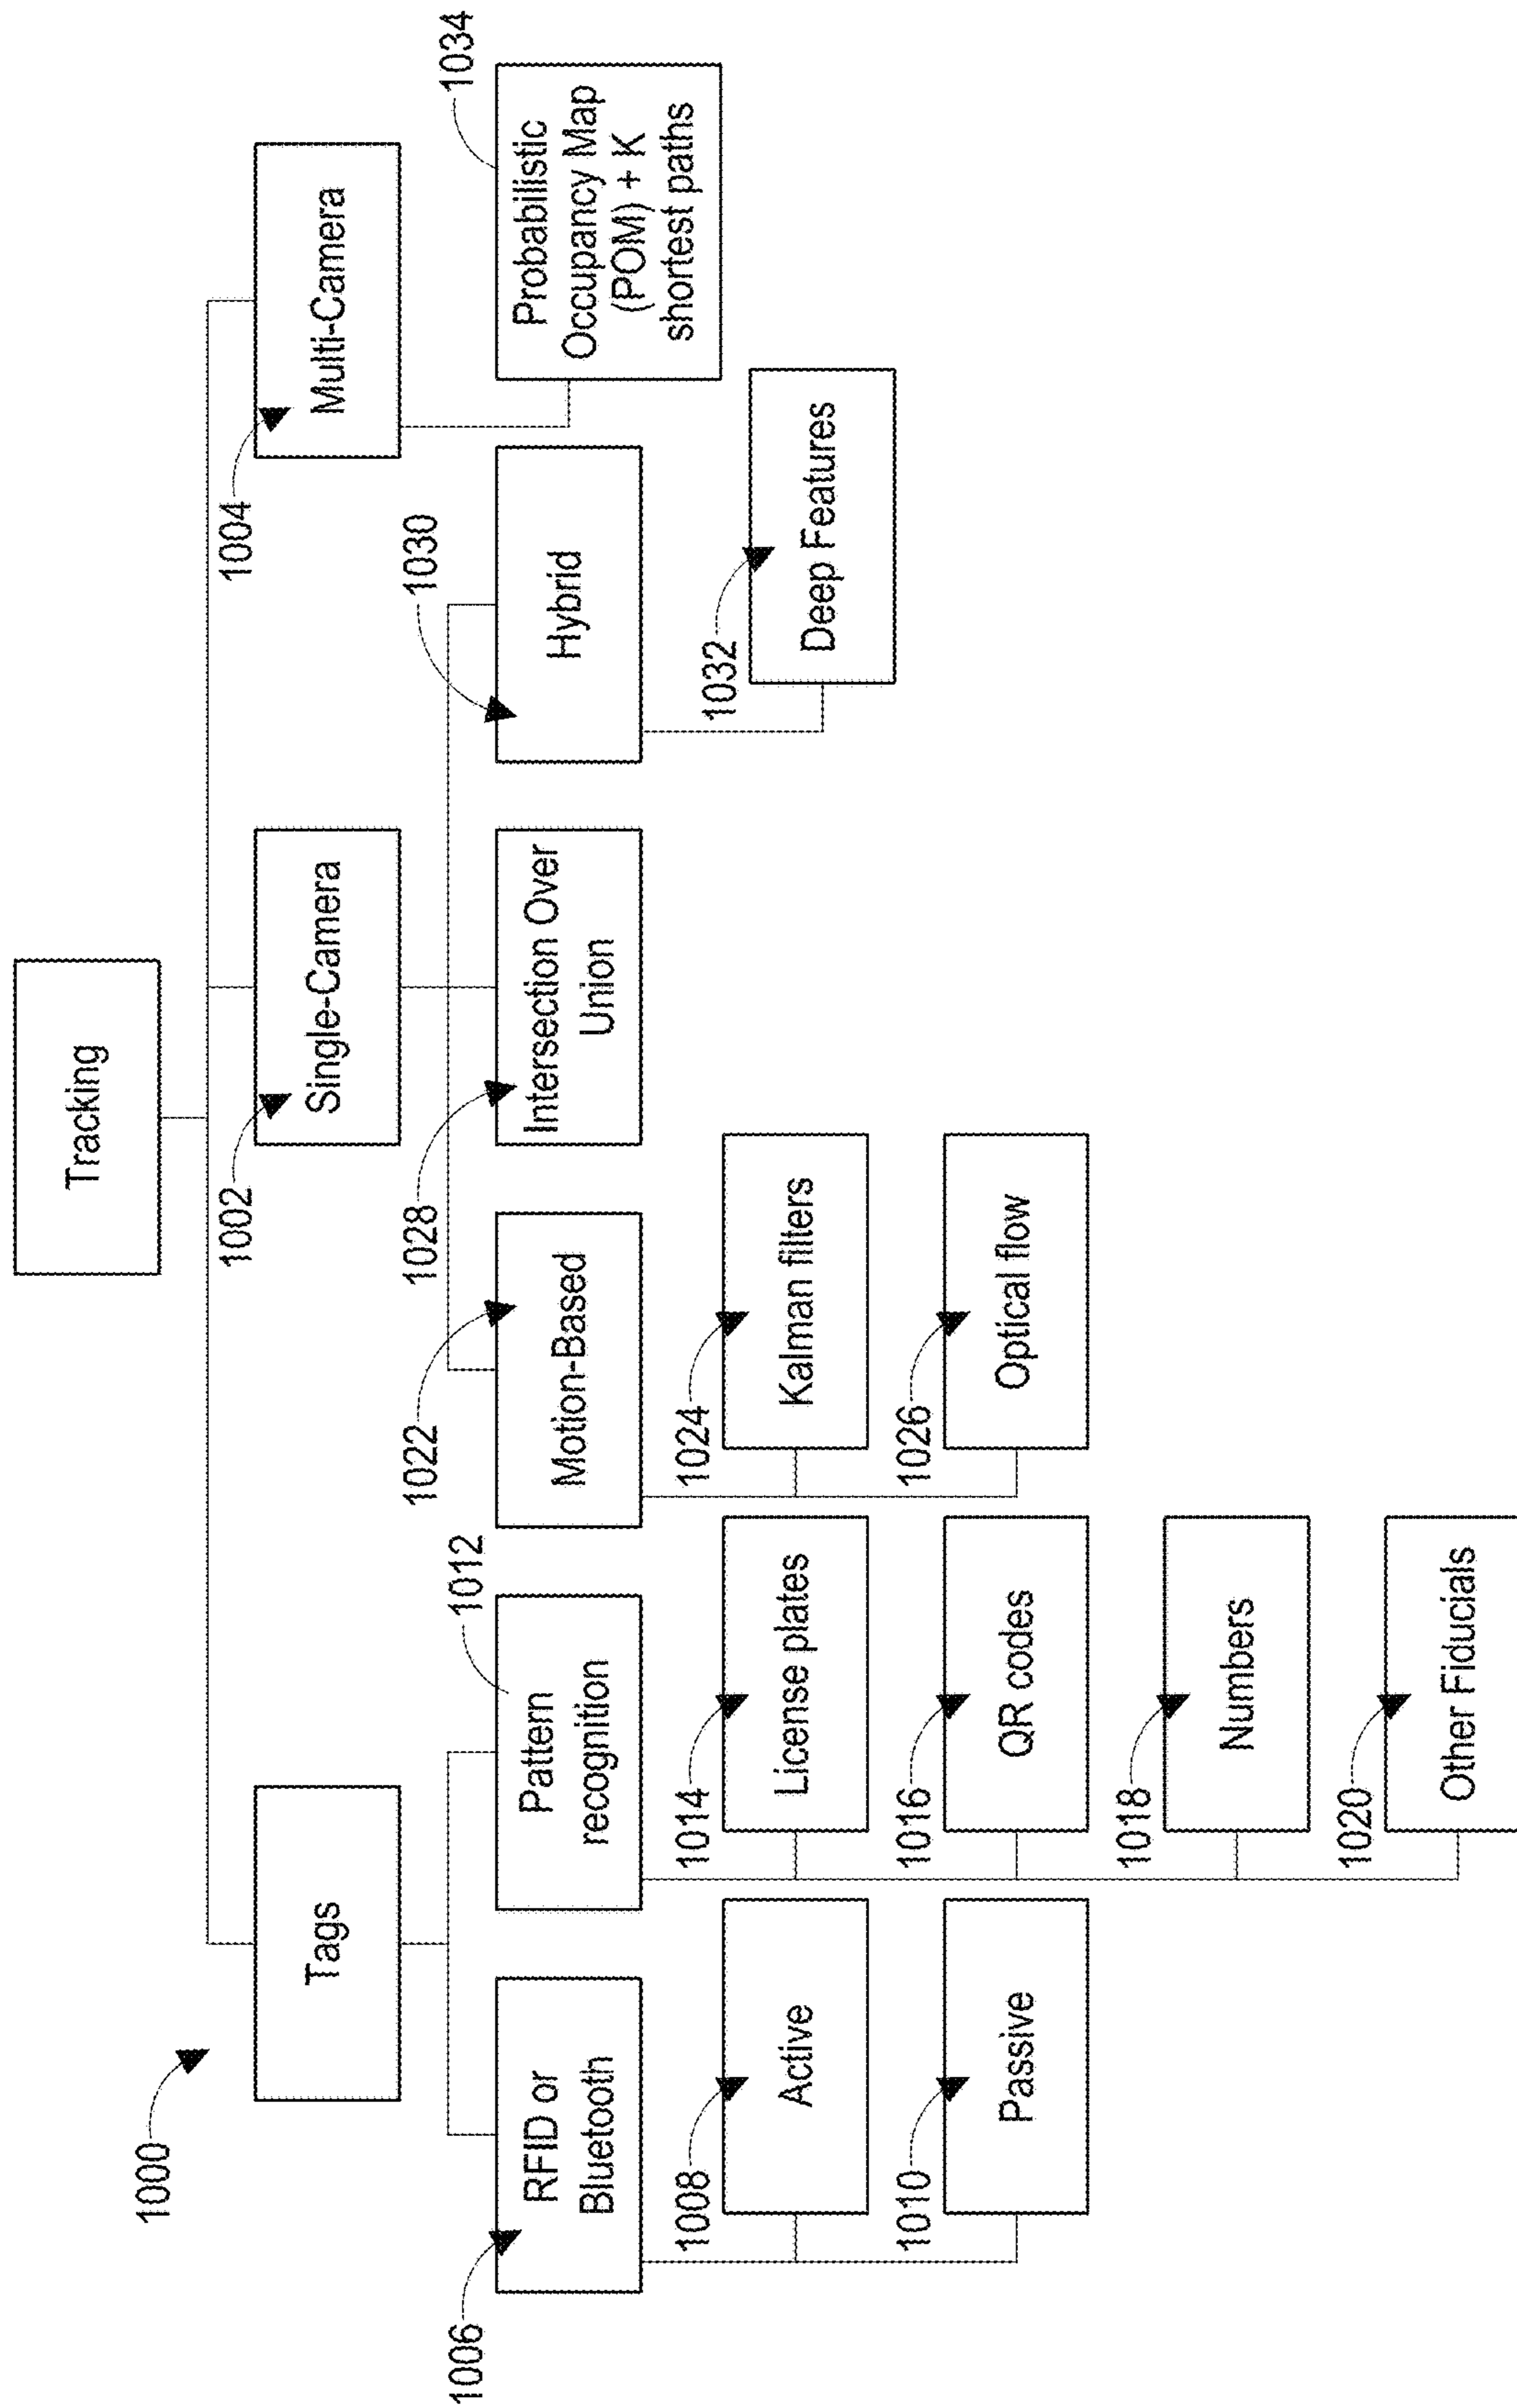 Tracking
1000
Tags
1002
Single-Camera
1004
Multi-Camera
1006
RFID or
Bluetooth
1012
Pattern
recognition
1022
Motion-Based
1028
Intersection Over
Union
1030
Hybrid
1034
Probabilistic
Occupancy Map
(POM) + K
shortest paths
1008
Active
1014
License plates
1024
Kalman filters
1032
Deep Features
1010
Passive
1016
QR codes
1026
Optical flow
1018
Numbers
1020
Other Fiducials